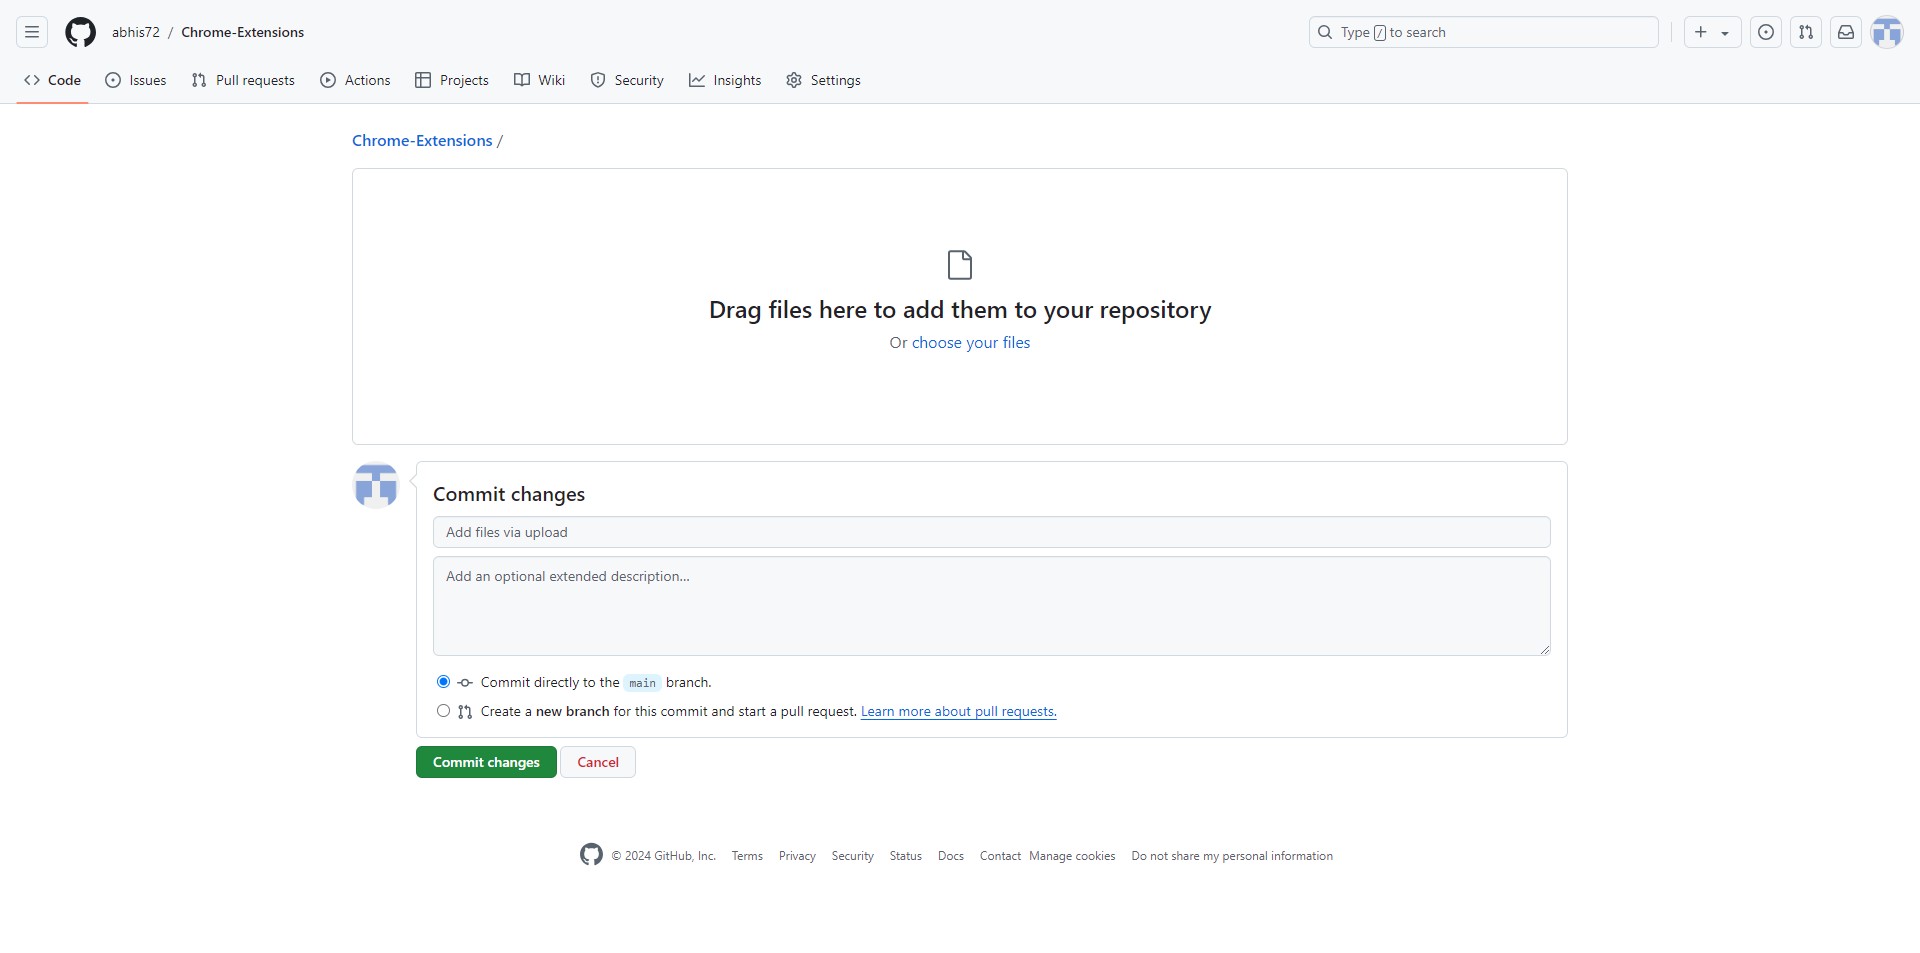 abhis72 / Chrome-Extensions
Type / to search
Code Issues Pull requests Actions Projects Wiki Security Insights Settings
Chrome-Extensions /
Drag files here to add them to your repository
Or choose your files
Commit changes
Add files via upload
Add an optional extended description...
Commit directly to the main branch.
Create a new branch for this commit and start a pull request. Learn more about pull requests.
Commit changes Cancel
© 2024 GitHub, Inc. Terms Privacy Security Status Docs Contact Manage cookies Do not share my personal information